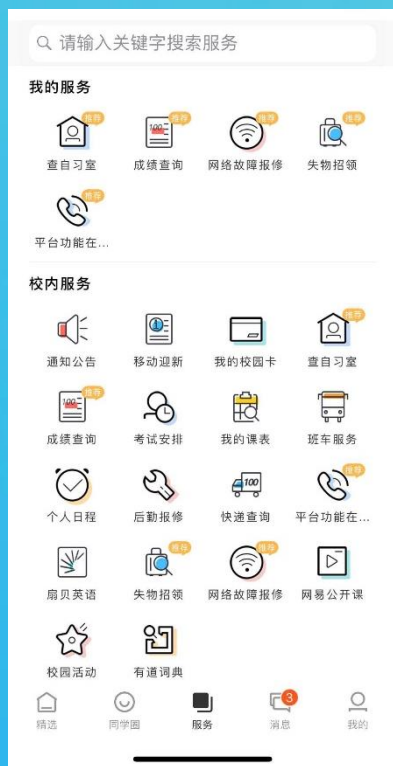 请输入关键字搜索服务
我的服务
推荐 推荐 推荐 推荐
100
查自习室 成绩查询 网络故障报修 失物招领
推荐
平台功能在...
校内服务
推荐
通知公告 移动迎新 我的校园卡 查自习室
推荐
100
成绩查询 考试安排 我的课表 班车服务
推荐
100
个人日程 后勤报修 快递查询 平台功能在...
推荐 推荐
扇贝英语 失物招领 网络故障报修 网易公开课
校园活动 有道词典
3
精选 同学圈 服务 消息 我的